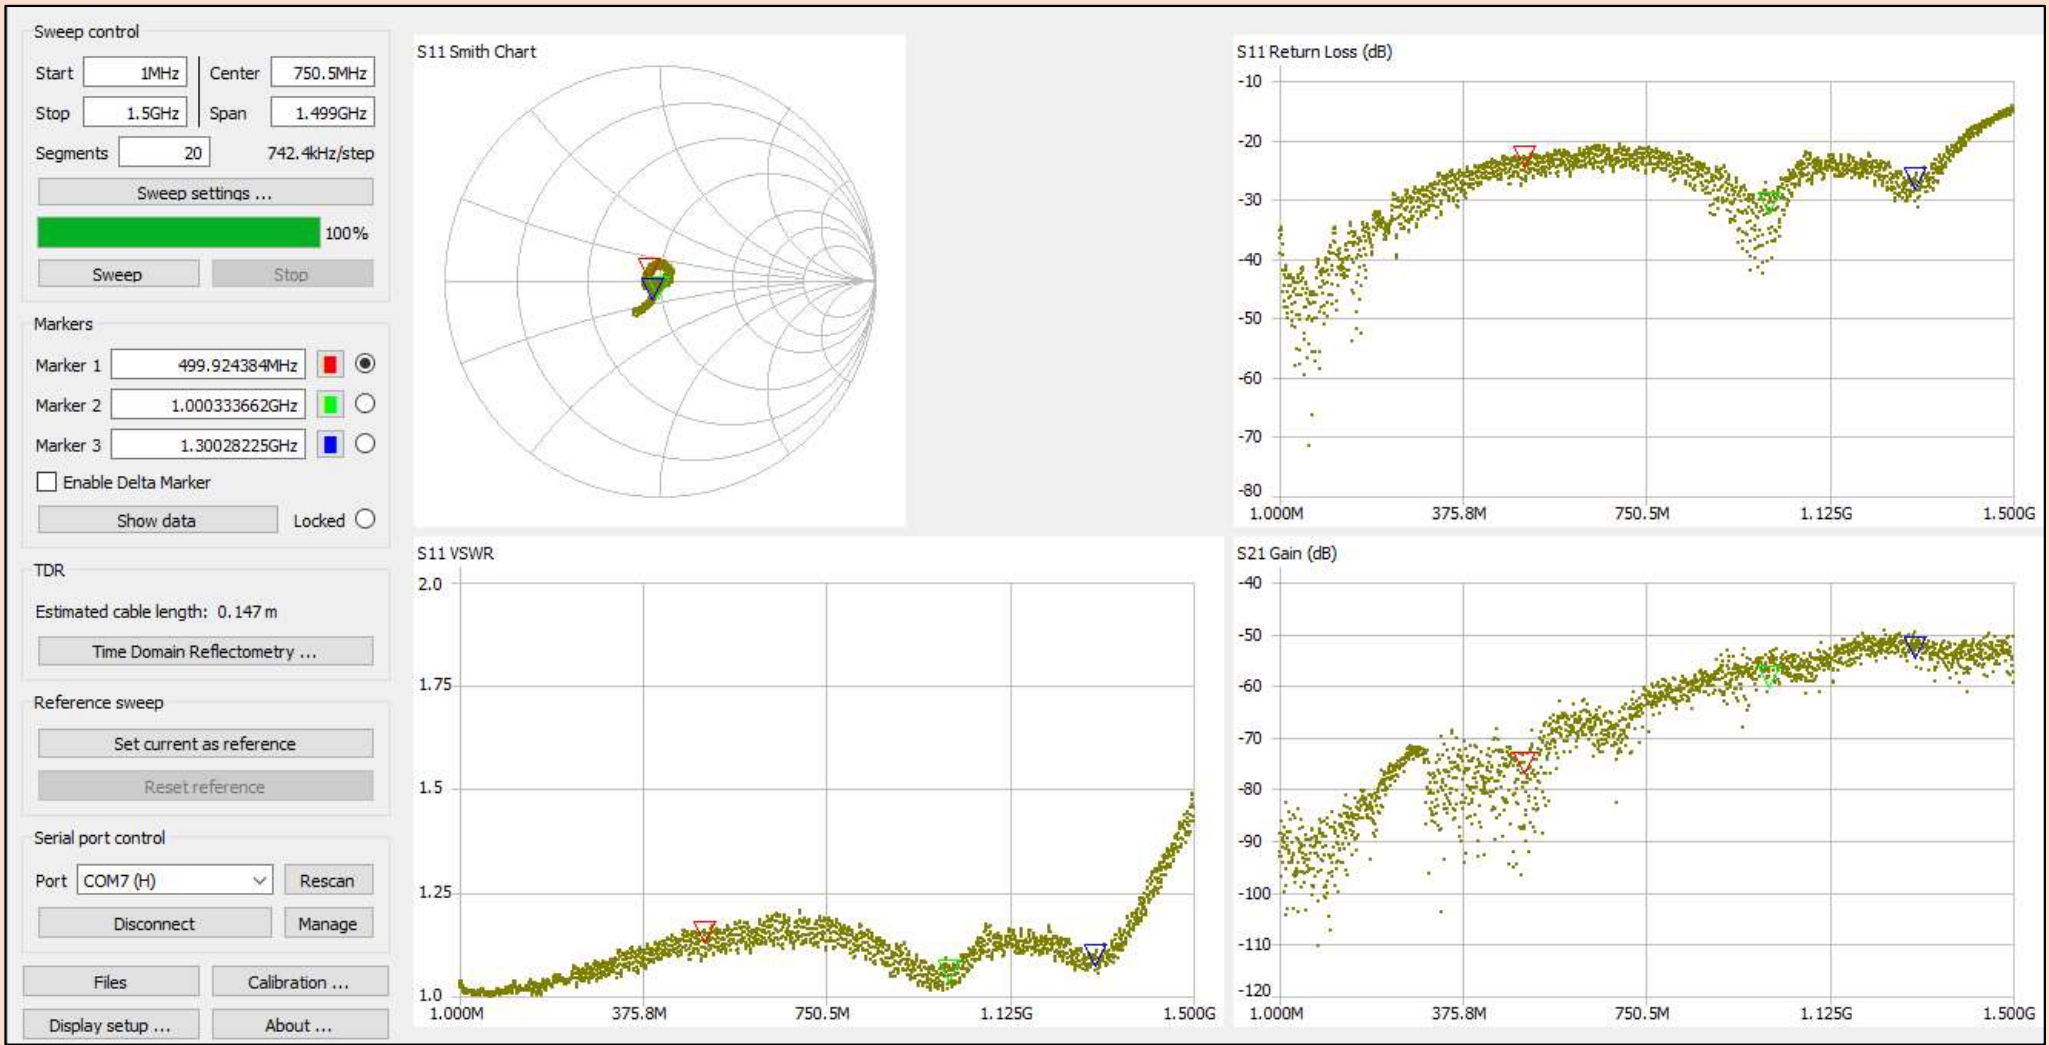 Sweep control
Start 1MHz Center 750.5MHz
Stop 1.5GHz Span 1.499GHz
Segments 20 742.4kHz/step
Sweep settings ...
100%
Sweep Stop
Markers
Marker 1 499.924384MHz
Marker 2 1.000333662GHz
Marker 3 1.30028225GHz
Enable Delta Marker
Show data Locked
TDR
Estimated cable length: 0.147 m
Time Domain Reflectometry ...
Reference sweep
Set current as reference
Reset reference
Serial port control
Port COM7 (H) Rescan
Disconnect Manage
Files Calibration ...
Display setup ... About ...
S11 Smith Chart
S11 Return Loss (dB)
-10
-20
-30
-40
-50
-60
-70
-80
1.000M 375.8M 750.5M 1.125G 1.500G
S11 VSWR
2.0
1.75
1.5
1.25
1.0
1.000M 375.8M 750.5M 1.125G 1.500G
S21 Gain (dB)
-40
-50
-60
-70
-80
-90
-100
-110
-120
1.000M 375.8M 750.5M 1.125G 1.500G